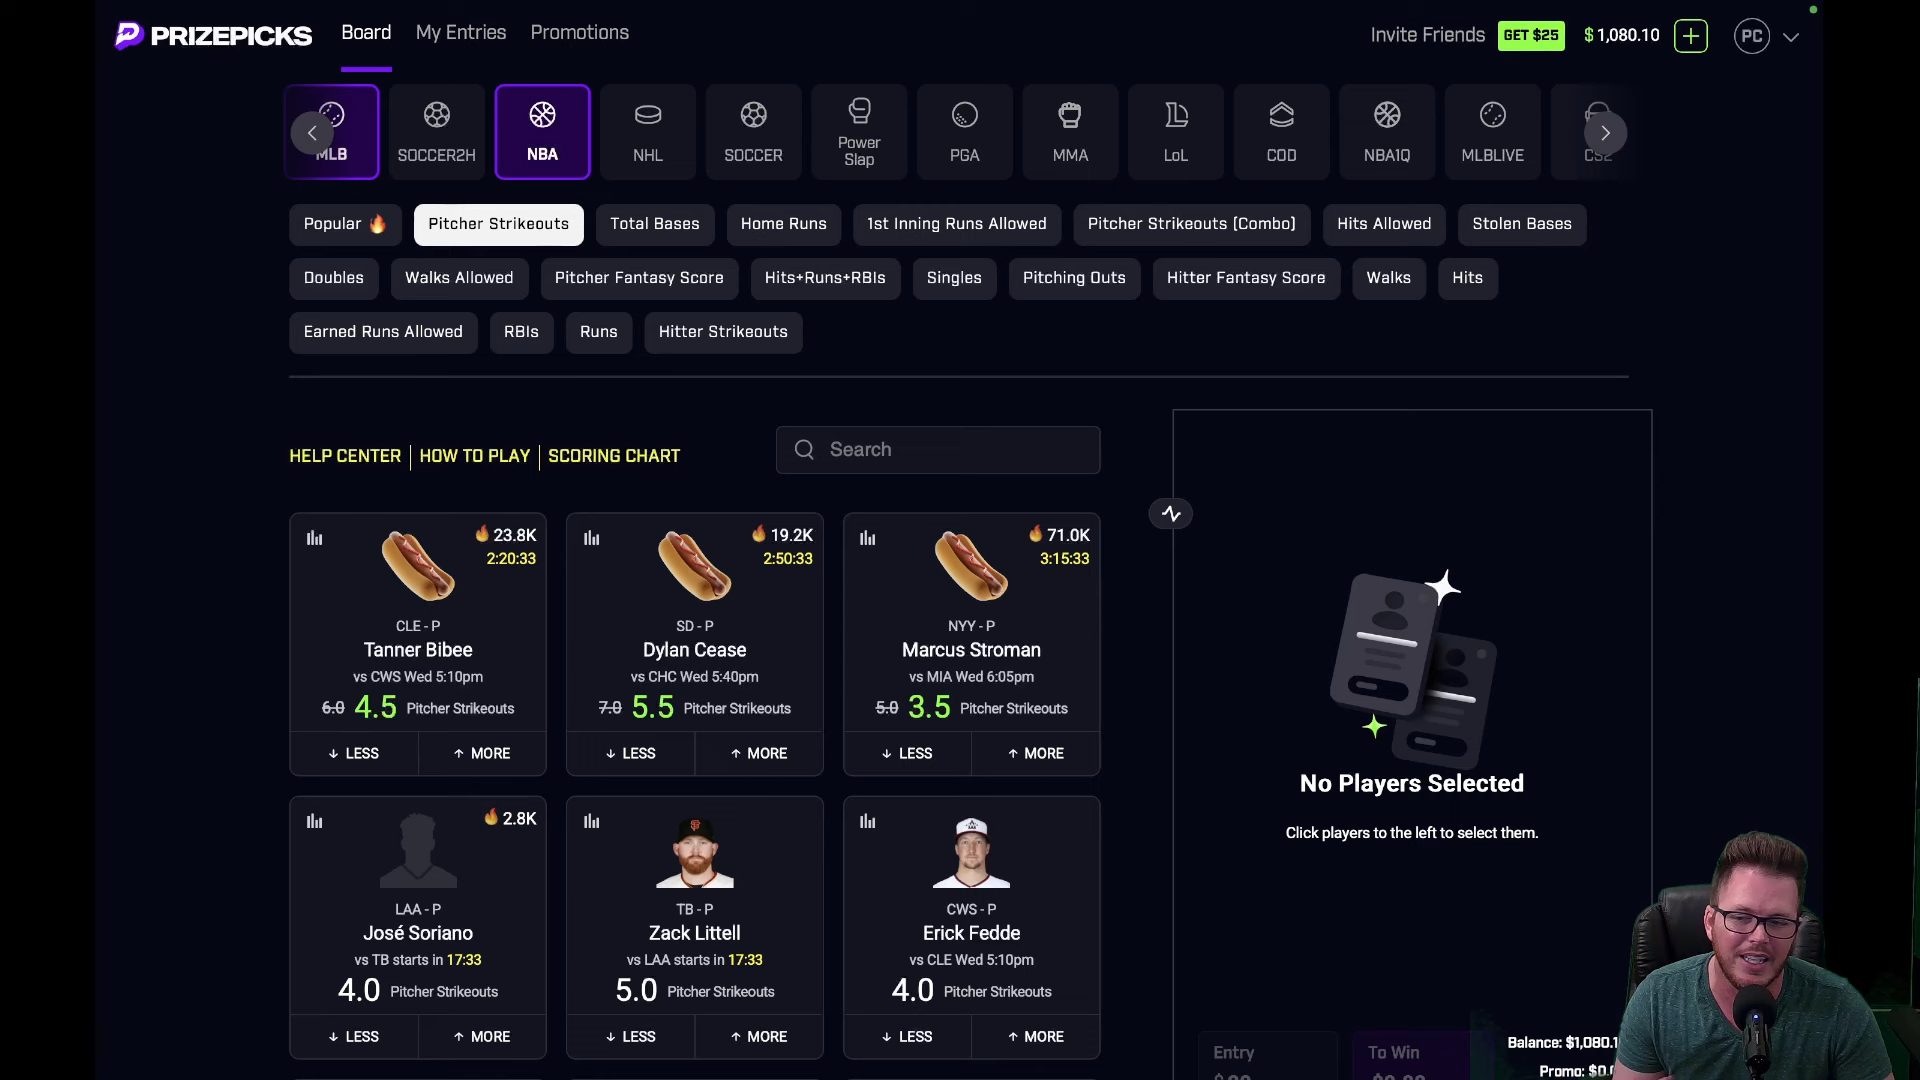 PRIZEPICKS Board My Entries Promotions Invite Friends GET $25 $ 1,080.10 PC
MLB SOCCER2H NBA NHL SOCCER Power Slap PGA MMA LoL COD NBA1Q MLBLIVE CS2
Popular 🔥 Pitcher Strikeouts Total Bases Home Runs 1st Inning Runs Allowed Pitcher Strikeouts (Combo) Hits Allowed Stolen Bases
Doubles Walks Allowed Pitcher Fantasy Score Hits+Runs+RBIs Singles Pitching Outs Hitter Fantasy Score Walks Hits
Earned Runs Allowed RBIs Runs Hitter Strikeouts
HELP CENTER HOW TO PLAY SCORING CHART Search
23.8K
2:20:33
CLE - P
Tanner Bibee
vs CWS Wed 5:10pm
6.0 4.5 Pitcher Strikeouts
↓ LESS ↑ MORE
19.2K
2:50:33
SD - P
Dylan Cease
vs CHC Wed 5:40pm
7.0 5.5 Pitcher Strikeouts
↓ LESS ↑ MORE
71.0K
3:15:33
NYY - P
Marcus Stroman
vs MIA Wed 6:05pm
5.0 3.5 Pitcher Strikeouts
↓ LESS ↑ MORE
2.8K
LAA - P
José Soriano
vs TB starts in 17:33
4.0 Pitcher Strikeouts
↓ LESS ↑ MORE
TB - P
Zack Littell
vs LAA starts in 17:33
5.0 Pitcher Strikeouts
↓ LESS ↑ MORE
CWS - P
Erick Fedde
vs CLE Wed 5:10pm
4.0 Pitcher Strikeouts
↓ LESS ↑ MORE
No Players Selected
Click players to the left to select them.
Entry
To Win
Balance: $1,080.1
Promo: $0.